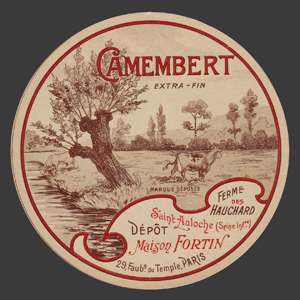 CAMEMBERT
EXTRA-FIN
MARQUE DÉPOSÉE
FERME
DES
HAUCHARD
Saint-Auloche (Seine Infre)
DÉPÔT
Maison FORTIN
29, Faubg du Temple, PARIS